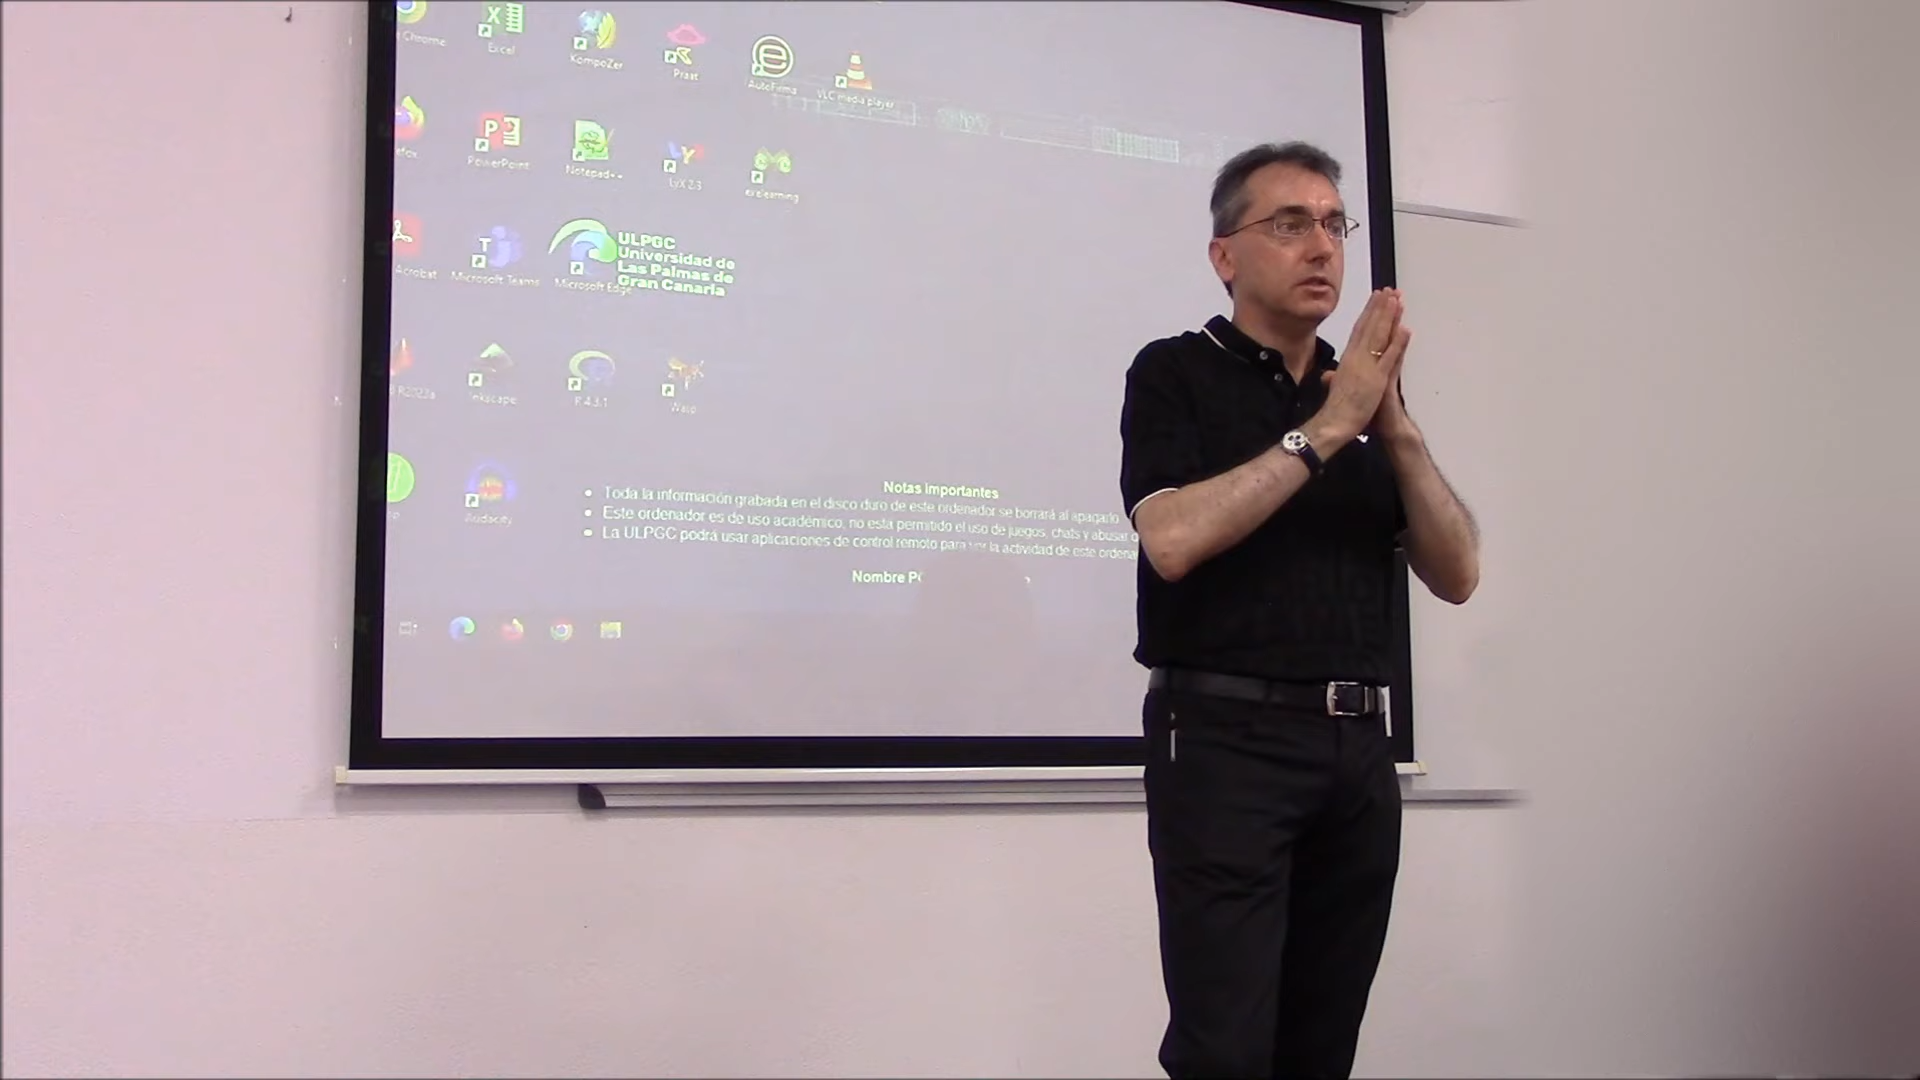 Chrome
Excel
KompoZer
Praat
AutoFirma
VLC media player
efox
PowerPoint
Notepad++
LyX 2.3
exelearning
Acrobat
Microsoft Teams
Microsoft Edge
ULPGC
Universidad de
Las Palmas de
Gran Canaria
R2023a
Inkscape
R 4.3.1
Audacity
Notas importantes
Toda la información grabada en el disco duro de este ordenador se borrará al apagarlo
Este ordenador es de uso académico, no esta permitido el uso de juegos, chats y abusar
La ULPGC podrá usar aplicaciones de control remoto para ver la actividad de este ordena
Nombre PC